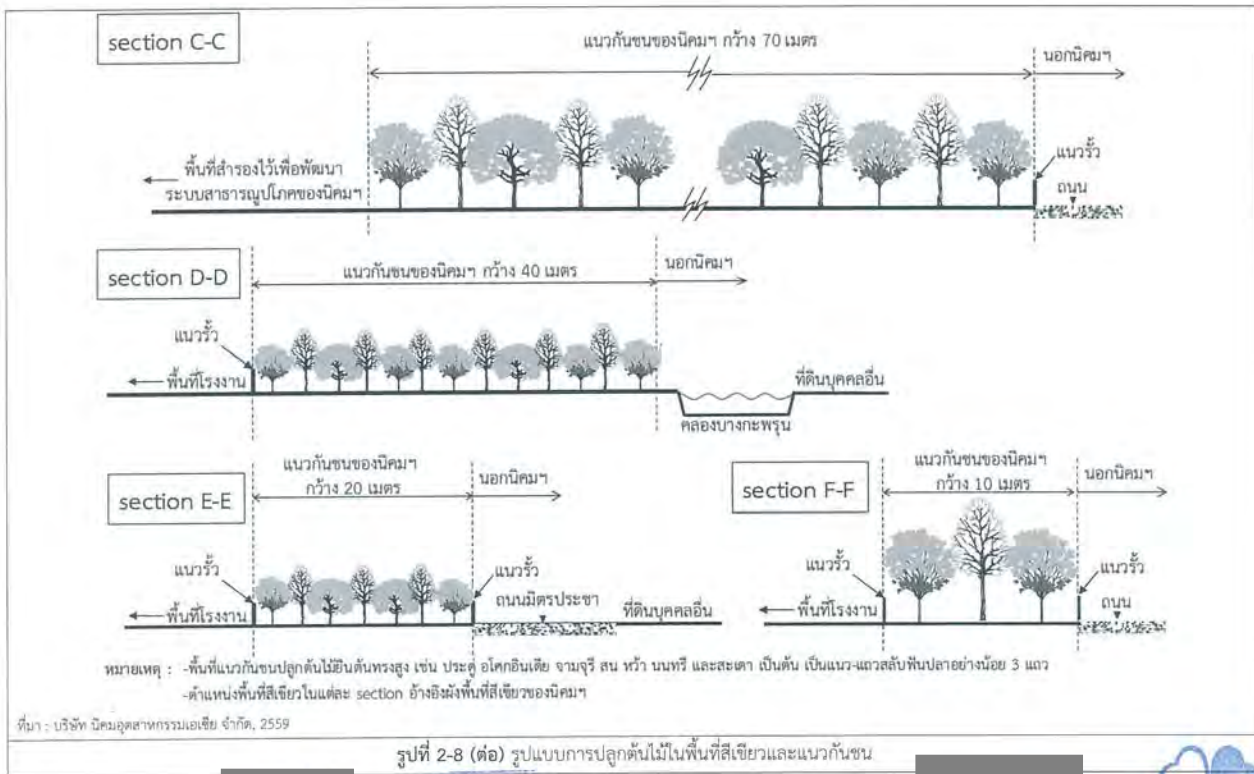 section C-C
แนวกันชนของนิคมฯ กว้าง 70 เมตร
นอกนิคมฯ
แนวรั้ว
ถนน
พื้นที่สำรองไว้เพื่อพัฒนา
ระบบสาธารณูปโภคของนิคมฯ
section D-D
แนวกันชนของนิคมฯ กว้าง 40 เมตร
นอกนิคมฯ
แนวรั้ว
พื้นที่โรงงาน
ที่ดินบุคคลอื่น
คลองบางกะพรุน
section E-E
แนวกันชนของนิคมฯ
กว้าง 20 เมตร
นอกนิคมฯ
แนวรั้ว
แนวรั้ว
พื้นที่โรงงาน
ถนนมิตรประชา
ที่ดินบุคคลอื่น
section F-F
แนวกันชนของนิคมฯ
กว้าง 10 เมตร
นอกนิคมฯ
แนวรั้ว
แนวรั้ว
พื้นที่โรงงาน
ถนน
หมายเหตุ : -พื้นที่แนวกันชนปลูกต้นไม้ยืนต้นทรงสูง เช่น ประดู่ อโศกอินเดีย จามจุรี สน หว้า นนทรี และสะเดา เป็นต้น เป็นแนว-แถวสลับฟันปลาอย่างน้อย 3 แถว
-ตำแหน่งพื้นที่สีเขียวในแต่ละ section อ้างอิงผังพื้นที่สีเขียวของนิคมฯ
ที่มา : บริษัท นิคมอุตสาหกรรมเอเชีย จำกัด, 2559
รูปที่ 2-8 (ต่อ) รูปแบบการปลูกต้นไม้ในพื้นที่สีเขียวและแนวกันชน